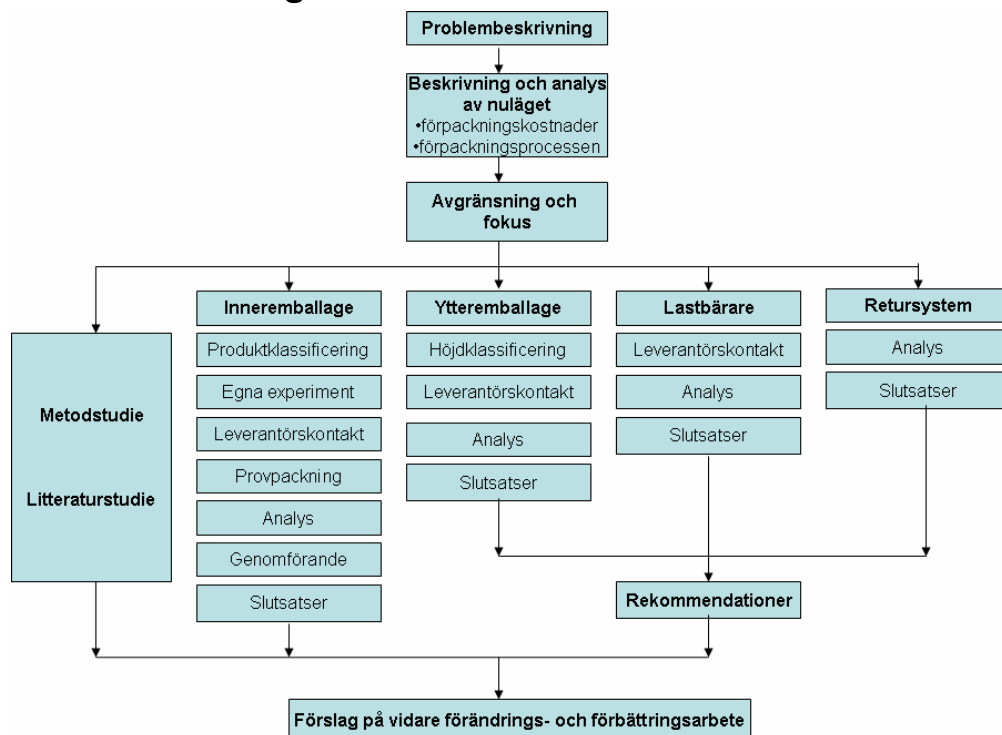 Problembeskrivning
Beskrivning och analys
av nuläget
•förpackningskostnader
•förpackningsprocessen
Avgränsning och
fokus
Metodstudie
Litteraturstudie
Inneremballage
Produktklassificering
Egna experiment
Leverantörskontakt
Provpackning
Analys
Genomförande
Slutsatser
Ytteremballage
Höjdklassificering
Leverantörskontakt
Analys
Slutsatser
Lastbärare
Leverantörskontakt
Analys
Slutsatser
Retursystem
Analys
Slutsatser
Rekommendationer
Förslag på vidare förändrings- och förbättringsarbete